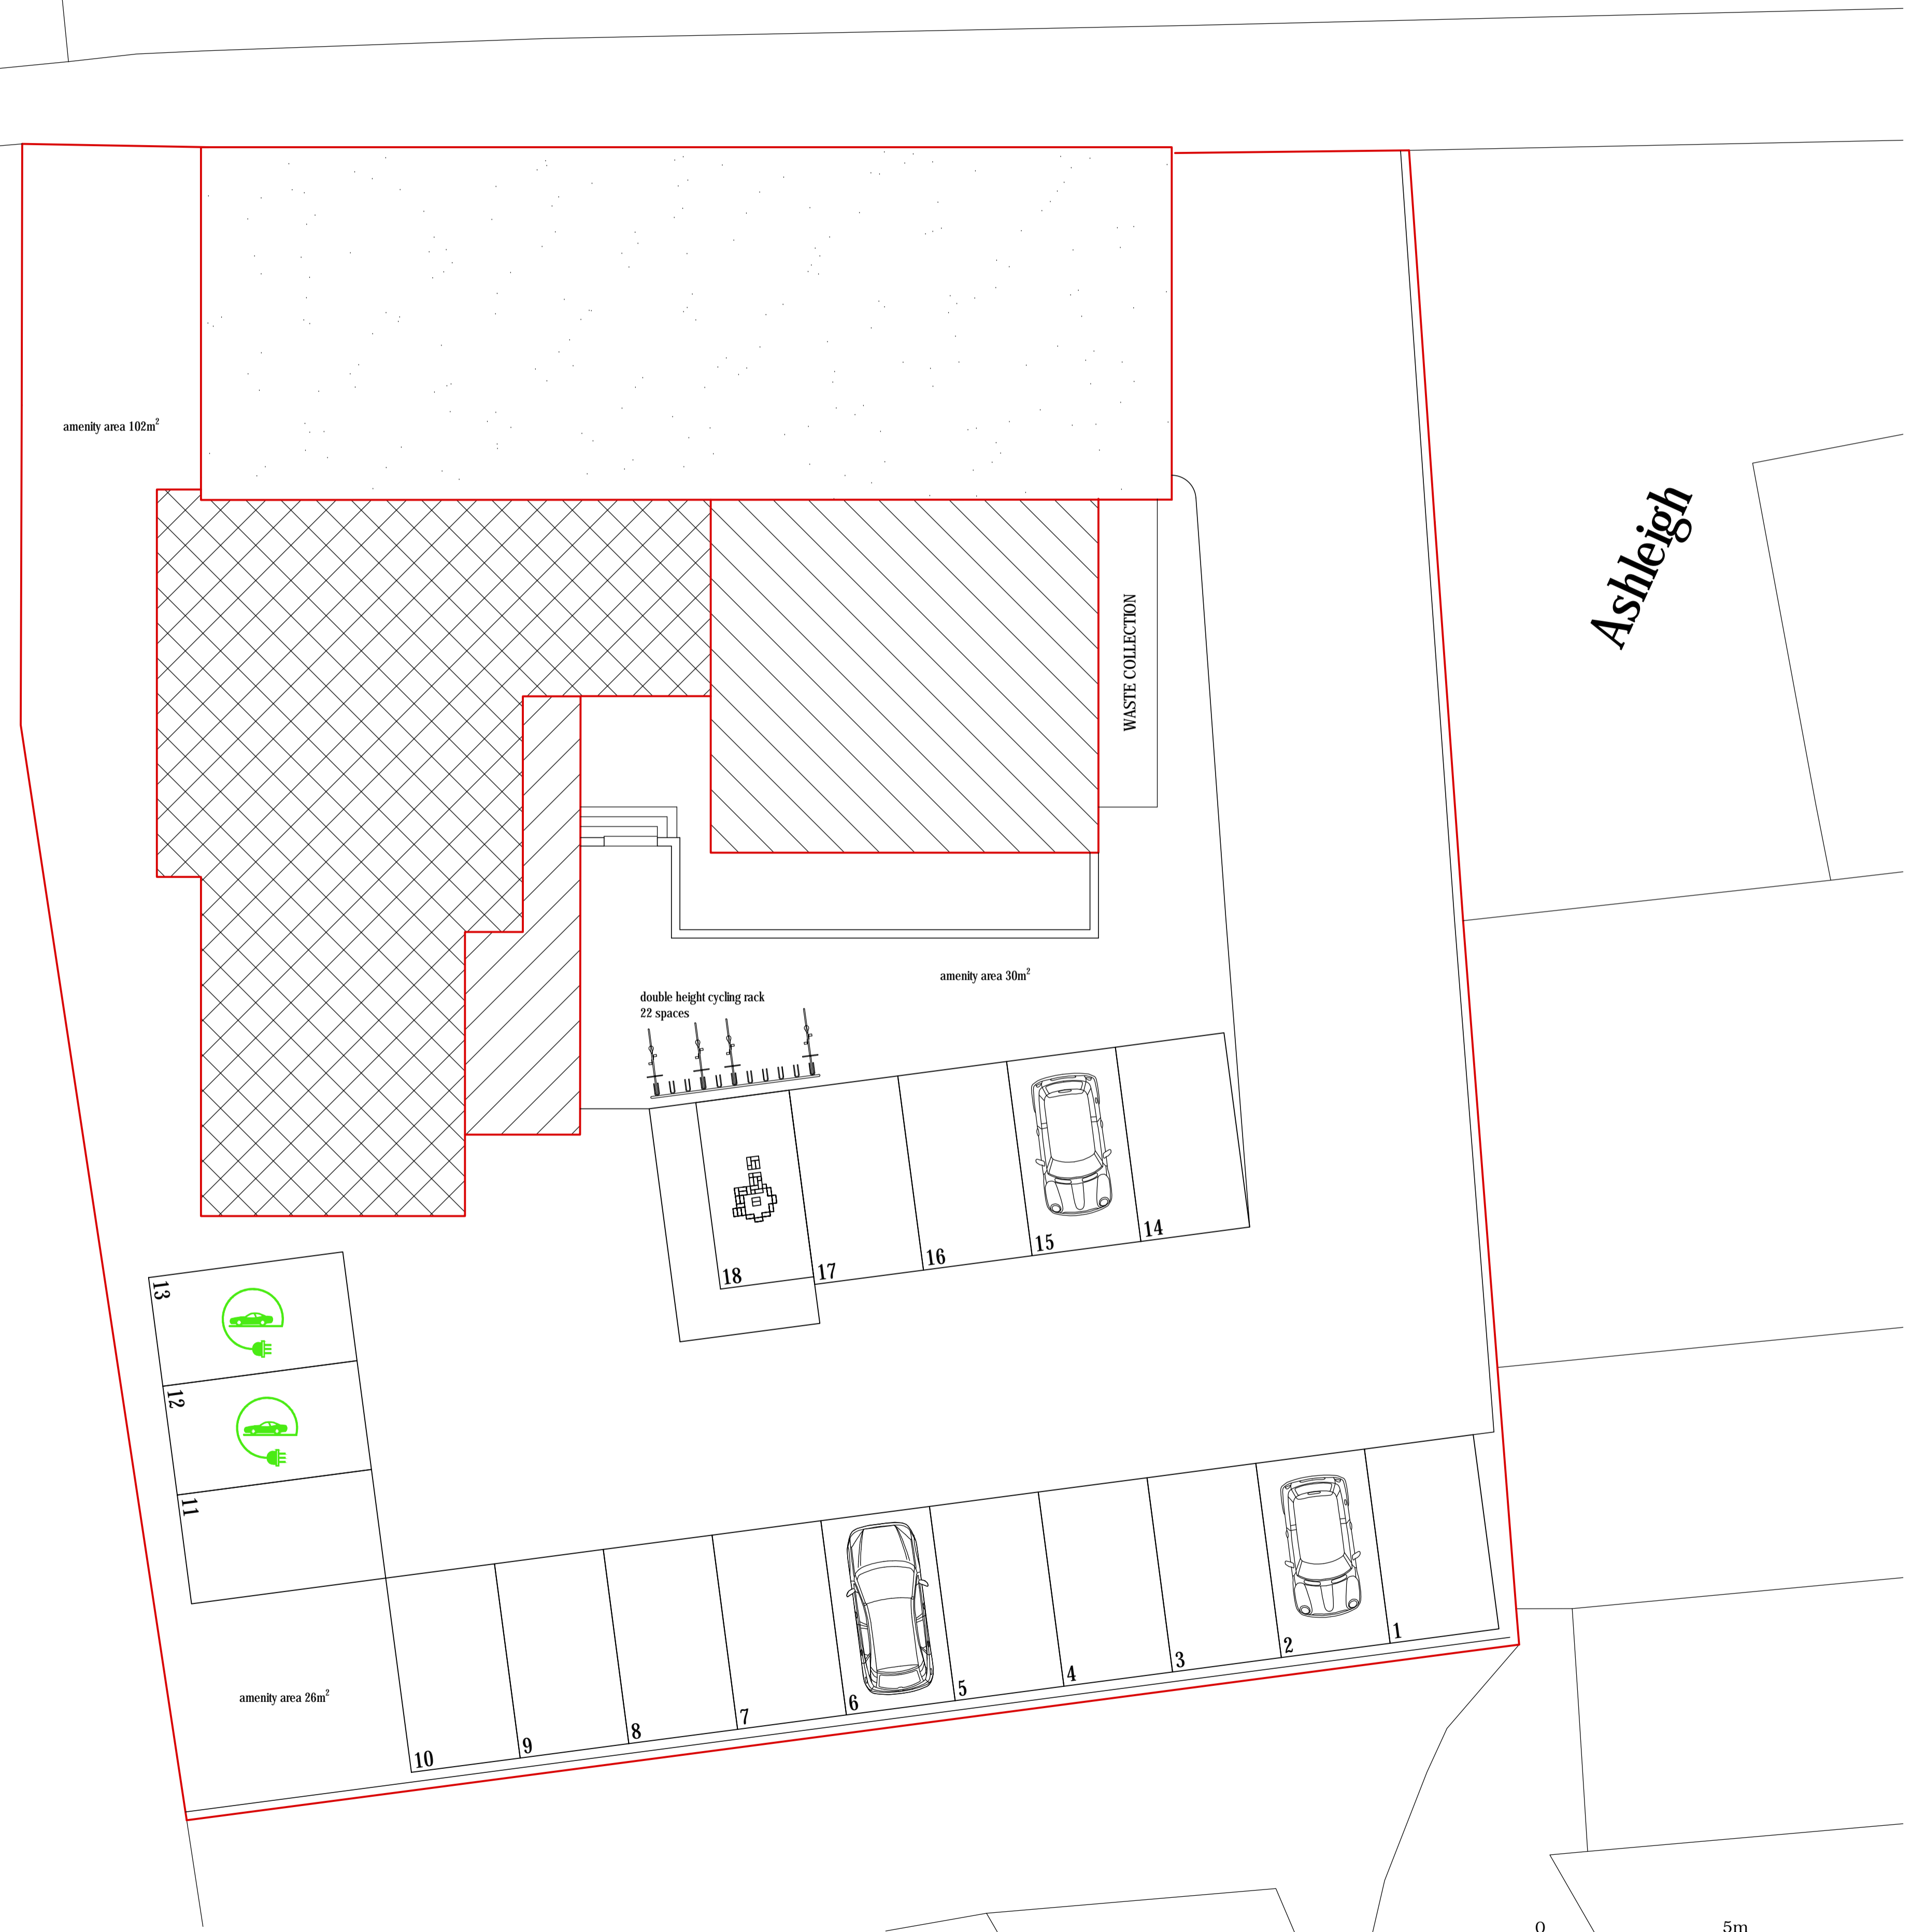 amenity area 102m²
Ashleigh
WASTE COLLECTION
amenity area 30m²
double height cycling rack
22 spaces
14
15
16
17
18
13
12
11
1
2
3
4
5
6
7
8
9
10
amenity area 26m²
0 5m